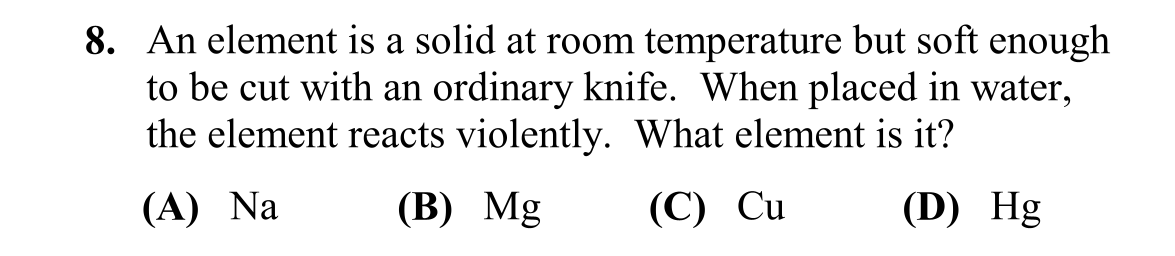 8. An element is a solid at room temperature but soft enough
to be cut with an ordinary knife. When placed in water,
the element reacts violently. What element is it?
(A) Na (B) Mg (C) Cu (D) Hg